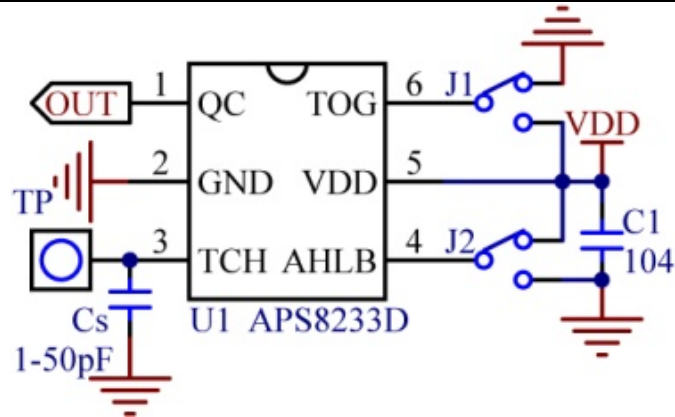 OUT 1 QC TOG 6 J1
VDD
2 GND VDD 5
TP
3 TCH AHLB 4 J2 C1
104
Cs U1 APS8233D
1-50pF